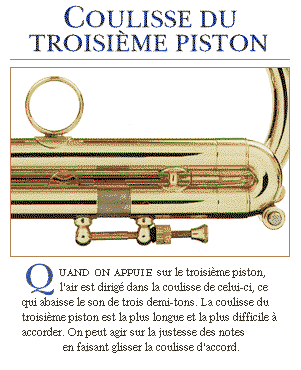 COULISSE DU
TROISIÈME PISTON
QUAND ON APPUIE sur le troisième piston,
l'air est dirigé dans la coulisse de celui-ci, ce
qui abaisse le son de trois demi-tons. La coulisse du
troisième piston est la plus longue et la plus difficile à
accorder. On peut agir sur la justesse des notes
en faisant glisser la coulisse d'accord.